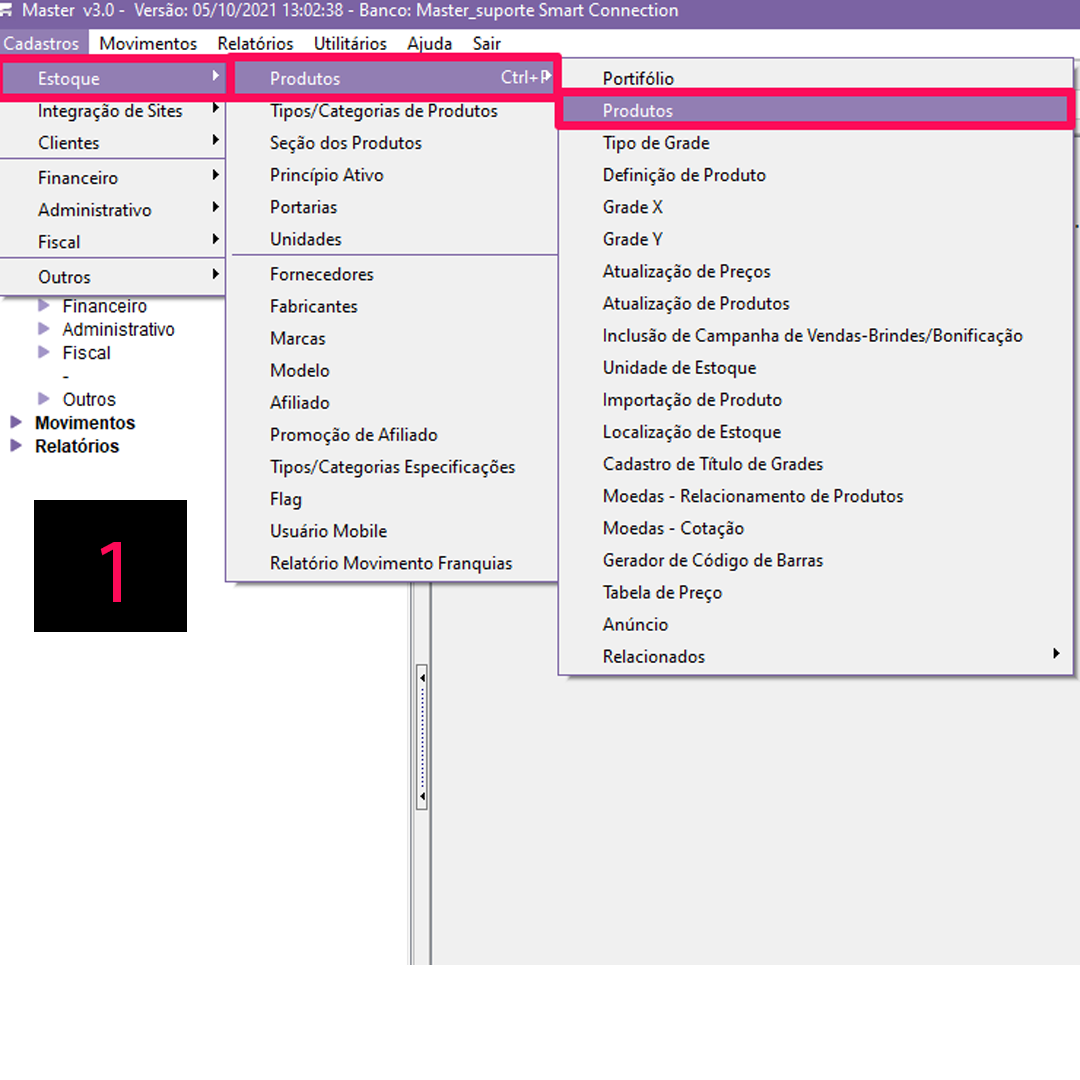 Master v3.0 - Versão: 05/10/2021 13:02:38 - Banco: Master_suporte Smart Connection
Cadastros Movimentos Relatórios Utilitários Ajuda Sair
Estoque
Integração de Sites
Clientes
Financeiro
Administrativo
Fiscal
Outros
Produtos Ctrl+P
Tipos/Categorias de Produtos
Seção dos Produtos
Princípio Ativo
Portarias
Unidades
Fornecedores
Fabricantes
Marcas
Modelo
Afiliado
Promoção de Afiliado
Tipos/Categorias Especificações
Flag
Usuário Mobile
Relatório Movimento Franquias
Portifólio
Produtos
Tipo de Grade
Definição de Produto
Grade X
Grade Y
Atualização de Preços
Atualização de Produtos
Inclusão de Campanha de Vendas-Brindes/Bonificação
Unidade de Estoque
Importação de Produto
Localização de Estoque
Cadastro de Título de Grades
Moedas - Relacionamento de Produtos
Moedas - Cotação
Gerador de Código de Barras
Tabela de Preço
Anúncio
Relacionados
Financeiro
Administrativo
Fiscal
-
Outros
Movimentos
Relatórios
1